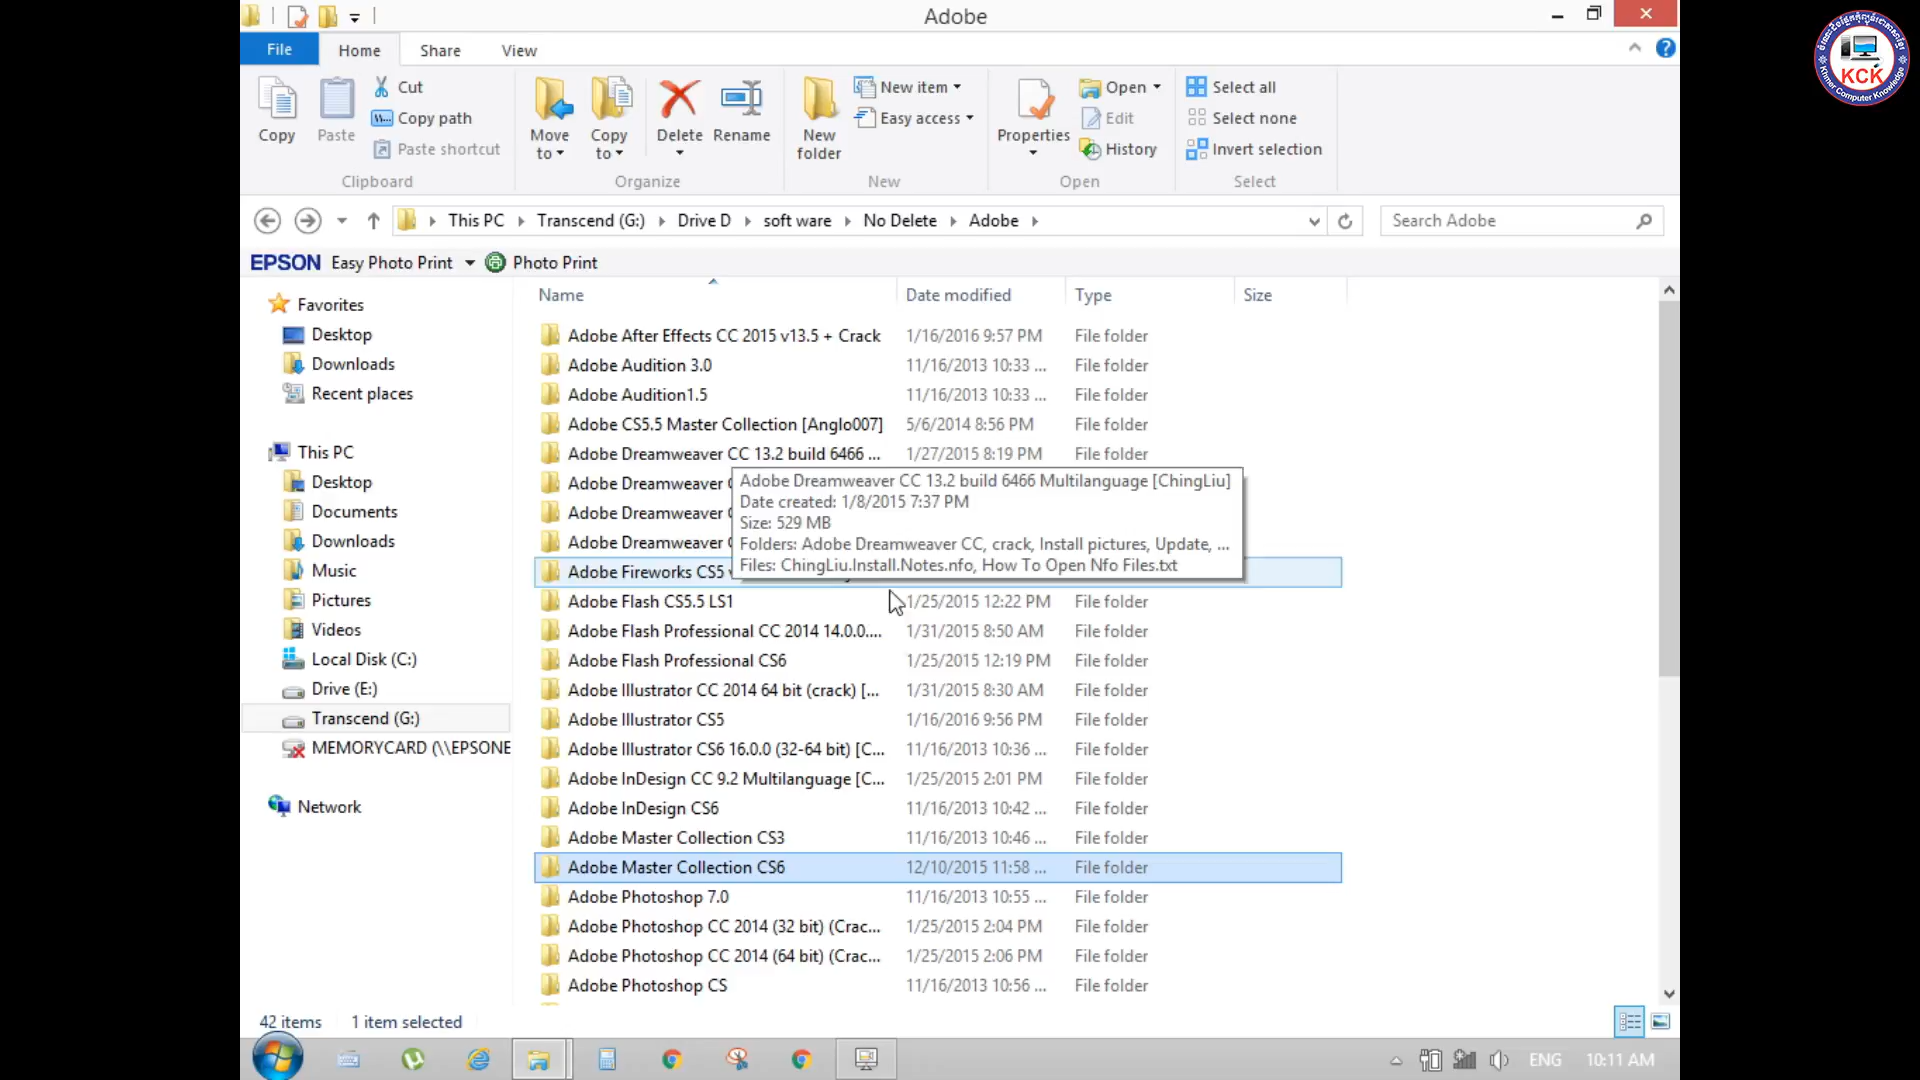 Adobe
File
Home
Share
View
Cut
Copy path
Paste shortcut
Copy
Paste
Clipboard
Move to
Copy to
Delete
Rename
Organize
New folder
New item
Easy access
New
Properties
Open
Edit
History
Open
Select all
Select none
Invert selection
Select
This PC
Transcend (G:)
Drive D
soft ware
No Delete
Adobe
Search Adobe
EPSON Easy Photo Print
Photo Print
Favorites
Desktop
Downloads
Recent places
This PC
Desktop
Documents
Downloads
Music
Pictures
Videos
Local Disk (C:)
Drive (E:)
Transcend (G:)
MEMORYCARD (\\EPSONE
Network
Name Date modified Type Size
Adobe After Effects CC 2015 v13.5 + Crack 1/16/2016 9:57 PM File folder
Adobe Audition 3.0 11/16/2013 10:33 ... File folder
Adobe Audition1.5 11/16/2013 10:33 ... File folder
Adobe CS5.5 Master Collection [Anglo007] 5/6/2014 8:56 PM File folder
Adobe Dreamweaver CC 13.2 build 6466 ... 1/27/2015 8:19 PM File folder
Adobe Dreamweaver
Adobe Dreamweaver
Adobe Dreamweaver
Adobe Fireworks CS5
Adobe Dreamweaver CC 13.2 build 6466 Multilanguage [ChingLiu]
Date created: 1/8/2015 7:37 PM
Size: 529 MB
Folders: Adobe Dreamweaver CC, crack, Install pictures, Update, ...
Files: ChingLiu.Install.Notes.nfo, How To Open Nfo Files.txt
Adobe Flash CS5.5 LS1 1/25/2015 12:22 PM File folder
Adobe Flash Professional CC 2014 14.0.0.... 1/31/2015 8:50 AM File folder
Adobe Flash Professional CS6 1/25/2015 12:19 PM File folder
Adobe Illustrator CC 2014 64 bit (crack) [... 1/31/2015 8:30 AM File folder
Adobe Illustrator CS5 1/16/2016 9:56 PM File folder
Adobe Illustrator CS6 16.0.0 (32-64 bit) [C... 11/16/2013 10:36 ... File folder
Adobe InDesign CC 9.2 Multilanguage [C... 1/25/2015 2:01 PM File folder
Adobe InDesign CS6 11/16/2013 10:42 ... File folder
Adobe Master Collection CS3 11/16/2013 10:46 ... File folder
Adobe Master Collection CS6 12/10/2015 11:58 ... File folder
Adobe Photoshop 7.0 11/16/2013 10:55 ... File folder
Adobe Photoshop CC 2014 (32 bit) (Crac... 1/25/2015 2:04 PM File folder
Adobe Photoshop CC 2014 (64 bit) (Crac... 1/25/2015 2:06 PM File folder
Adobe Photoshop CS 11/16/2013 10:56 ... File folder
42 items 1 item selected
ENG 10:11 AM
KCK
Khmer Computer Knowledge